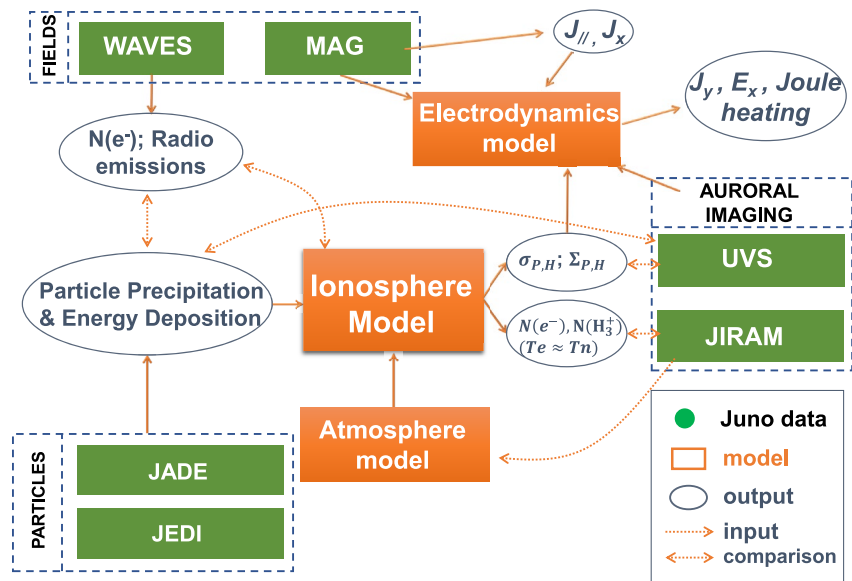 FIELDS
WAVES
MAG
J//, Jx
Jy, Ex, Joule
heating
Electrodynamics
model
N(e-); Radio
emissions
AURORAL
IMAGING
UVS
JIRAM
Particle Precipitation
& Energy Deposition
Ionosphere
Model
σP,H; ΣP,H
N(e−), N(H3+)
(Te ≈ Tn)
Atmosphere
model
PARTICLES
JADE
JEDI
Juno data
model
output
input
comparison